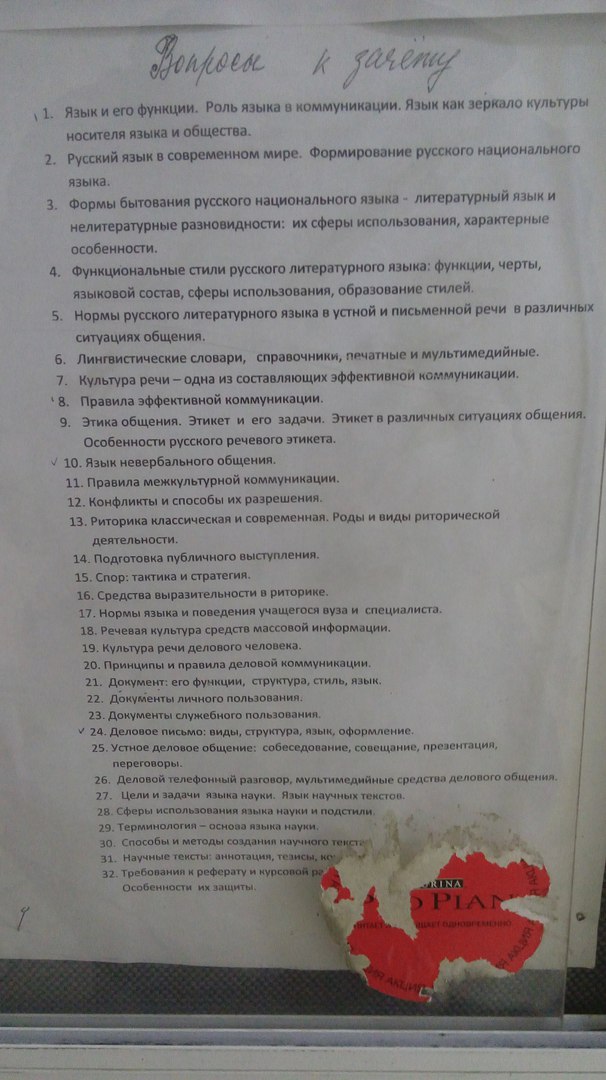 Вопросы к зачёту
1. Язык и его функции. Роль языка в коммуникации. Язык как зеркало культуры
носителя языка и общества.
2. Русский язык в современном мире. Формирование русского национального
языка.
3. Формы бытования русского национального языка - литературный язык и
нелитературные разновидности: их сферы использования, характерные
особенности.
4. Функциональные стили русского литературного языка: функции, черты,
языковой состав, сферы использования, образование стилей.
5. Нормы русского литературного языка в устной и письменной речи в различных
ситуациях общения.
6. Лингвистические словари, справочники, печатные и мультимедийные.
7. Культура речи – одна из составляющих эффективной коммуникации.
8. Правила эффективной коммуникации.
9. Этика общения. Этикет и его задачи. Этикет в различных ситуациях общения.
Особенности русского речевого этикета.
10. Язык невербального общения.
11. Правила межкультурной коммуникации.
12. Конфликты и способы их разрешения.
13. Риторика классическая и современная. Роды и виды риторической
деятельности.
14. Подготовка публичного выступления.
15. Спор: тактика и стратегия.
16. Средства выразительности в риторике.
17. Нормы языка и поведения учащегося вуза и специалиста.
18. Речевая культура средств массовой информации.
19. Культура речи делового человека.
20. Принципы и правила деловой коммуникации.
21. Документ: его функции, структура, стиль, язык.
22. Документы личного пользования.
23. Документы служебного пользования.
24. Деловое письмо: виды, структура, язык, оформление.
25. Устное деловое общение: собеседование, совещание, презентация,
переговоры.
26. Деловой телефонный разговор, мультимедийные средства делового общения.
27. Цели и задачи языка науки. Язык научных текстов.
28. Сферы использования языка науки и подстили.
29. Терминология – основа языка науки.
30. Способы и методы создания научного текста
31. Научные тексты: аннотация, тезисы,
32. Требования к реферату и курсовой
Особенности их защиты.
PIAN
ОДНОВРЕМЕННО
АКЦИЯ